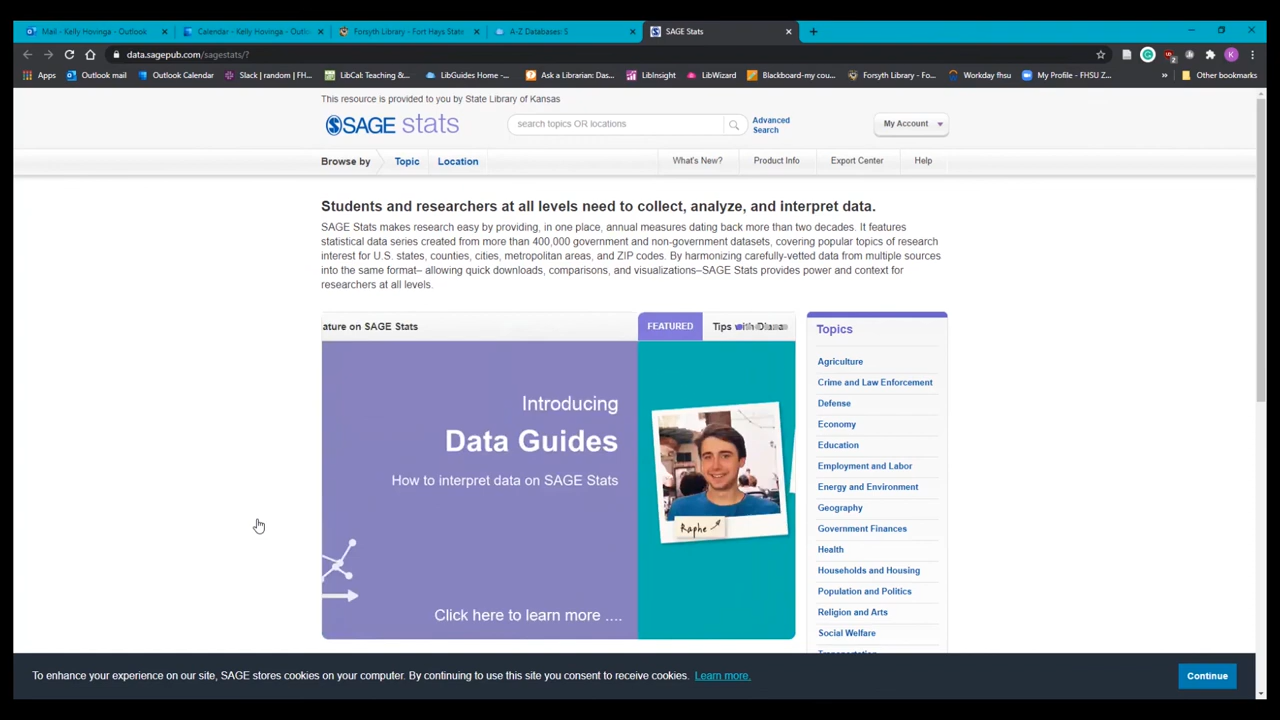 Mail - Kelly Hovinga - Outlook
Calendar - Kelly Hovinga - Outl
Forsyth Library - Fort Hays State
A-Z Databases: S
SAGE Stats
data.sagepub.com/sagestats/?
Apps
Outlook mail
Outlook Calendar
Slack | random | FH...
LibCat Teaching &...
LibGuides Home -...
Ask a Librarian: Das...
LibInsight
LibWizard
Blackboard-my cou...
Forsyth Library - Fo...
Workday fhsu
My Profile - FHSU Z...
»
Other bookmarks
This resource is provided to you by State Library of Kansas
SAGE stats
search topics OR locations
Advanced
Search
My Account
Browse by
Topic
Location
What's New?
Product Info
Export Center
Help
Students and researchers at all levels need to collect, analyze, and interpret data.
SAGE Stats makes research easy by providing, in one place, annual measures dating back more than two decades. It features
statistical data series created from more than 400,000 government and non-government datasets, covering popular topics of research
interest for U.S. states, counties, cities, metropolitan areas, and ZIP codes. By harmonizing carefully-vetted data from multiple sources
into the same format– allowing quick downloads, comparisons, and visualizations–SAGE Stats provides power and context for
researchers at all levels.
ature on SAGE Stats
FEATURED
Tips with Diana
Introducing
Data Guides
How to interpret data on SAGE Stats
Click here to learn more ....
Raphe
Topics
Agriculture
Crime and Law Enforcement
Defense
Economy
Education
Employment and Labor
Energy and Environment
Geography
Government Finances
Health
Households and Housing
Population and Politics
Religion and Arts
Social Welfare
Transportation
To enhance your experience on our site, SAGE stores cookies on your computer. By continuing to use this site you consent to receive cookies. Learn more.
Continue